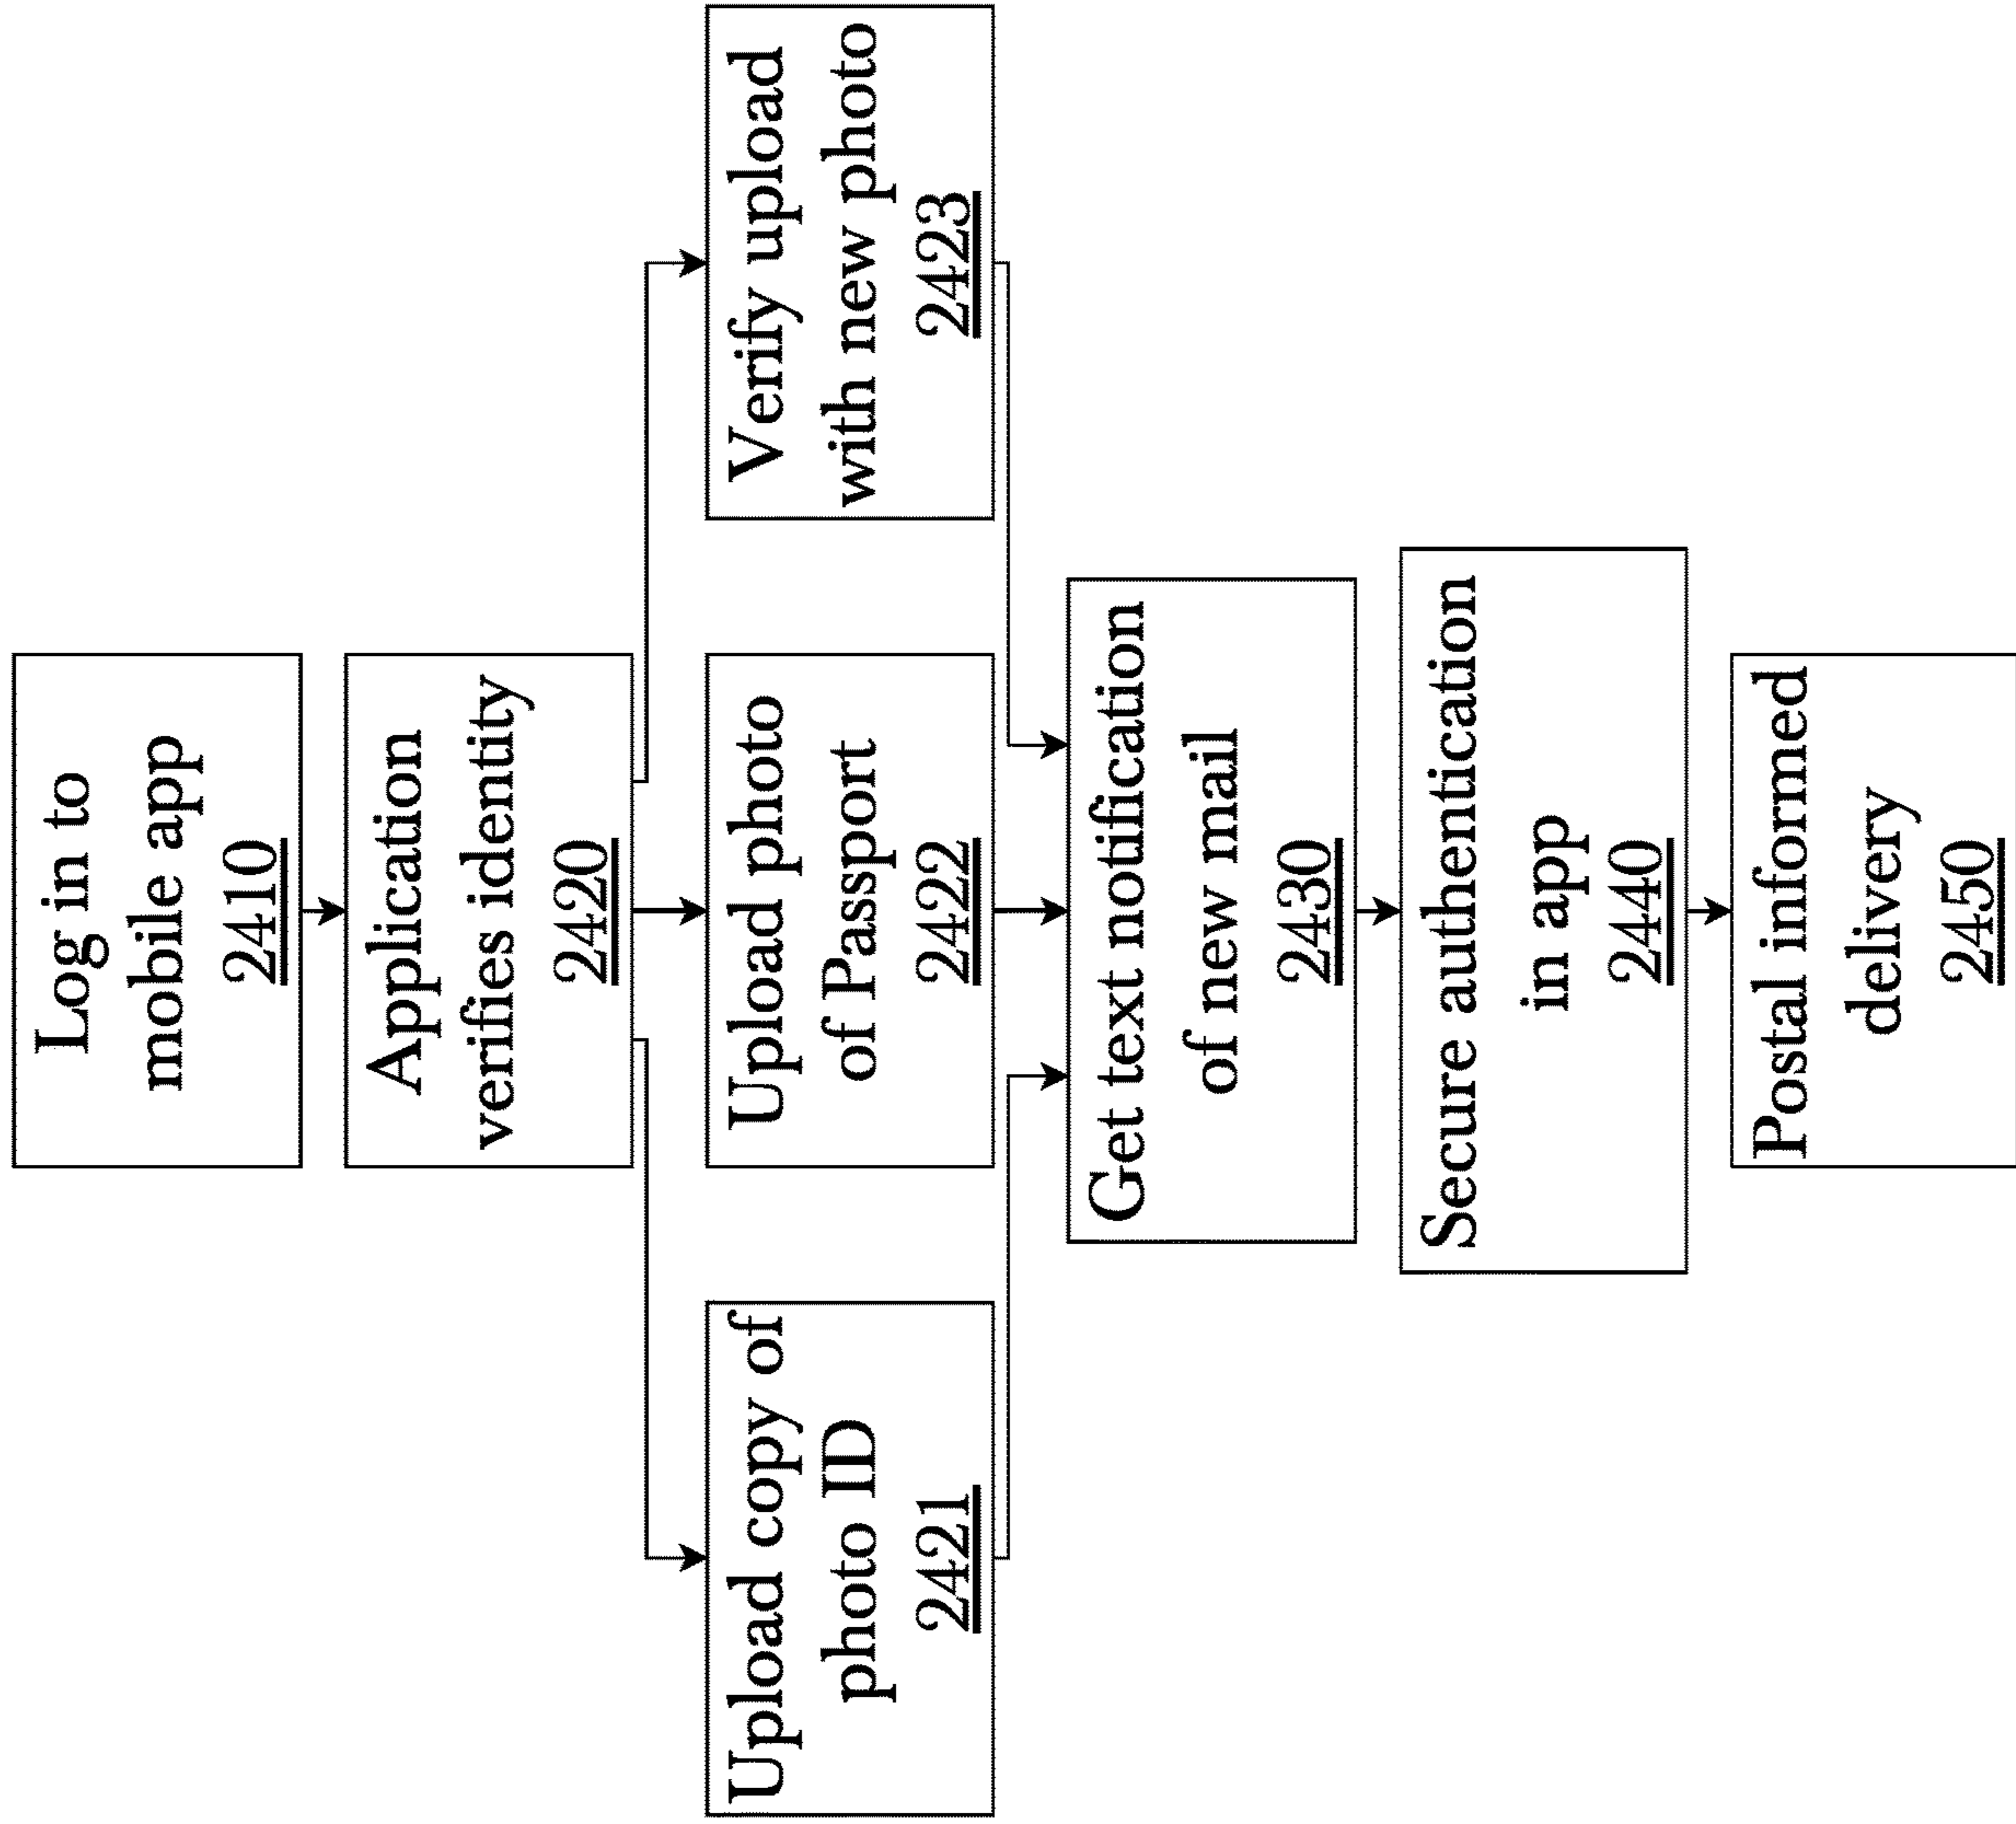 Log in to
mobile app
2410
Application
verifies identity
2420
Upload copy of
photo ID
2421
Upload photo
of Passport
2422
Verify upload
with new photo
2423
Get text notification
of new mail
2430
Secure authentication
in app
2440
Postal informed
delivery
2450